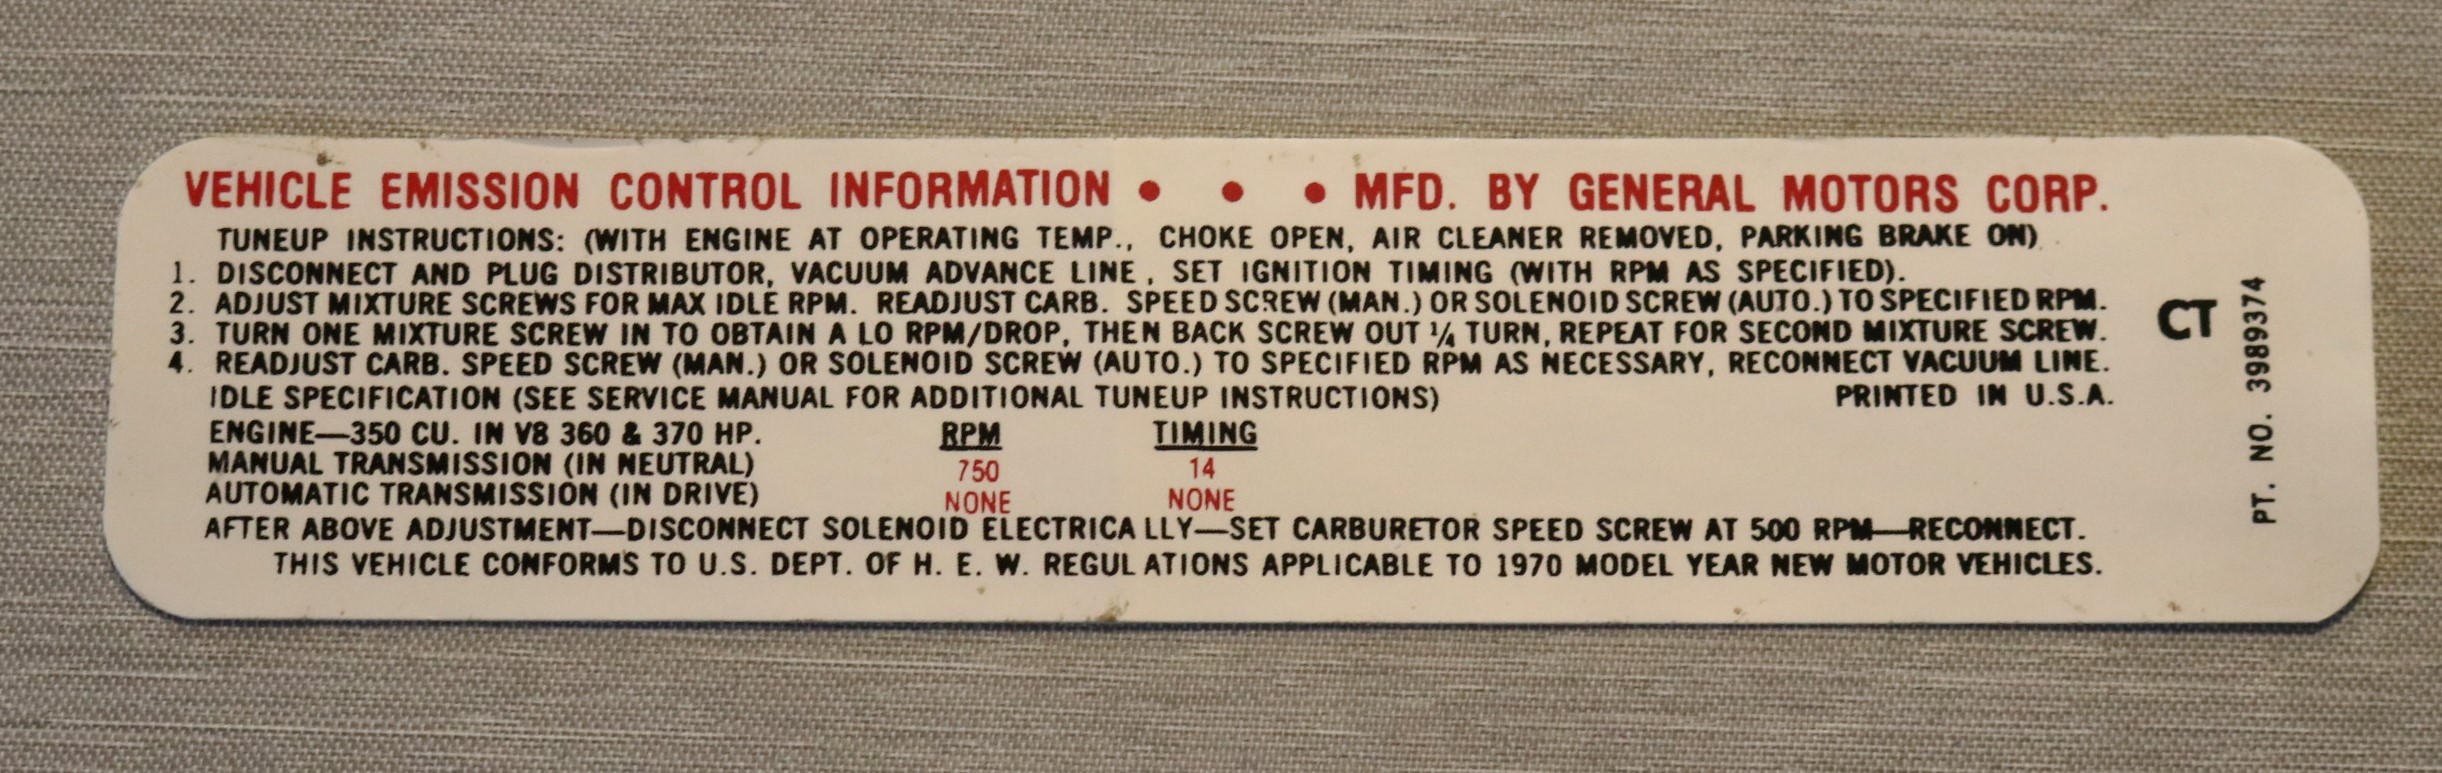 VEHICLE EMISSION CONTROL INFORMATION • • • MFD. BY GENERAL MOTORS CORP.
TUNEUP INSTRUCTIONS: (WITH ENGINE AT OPERATING TEMP., CHOKE OPEN, AIR CLEANER REMOVED, PARKING BRAKE ON)
1. DISCONNECT AND PLUG DISTRIBUTOR, VACUUM ADVANCE LINE, SET IGNITION TIMING (WITH RPM AS SPECIFIED).
2. ADJUST MIXTURE SCREWS FOR MAX IDLE RPM. READJUST CARB. SPEED SCREW (MAN.) OR SOLENOID SCREW (AUTO.) TO SPECIFIED RPM.
3. TURN ONE MIXTURE SCREW IN TO OBTAIN A LO RPM/DROP, THEN BACK SCREW OUT ¼ TURN, REPEAT FOR SECOND MIXTURE SCREW.
4. READJUST CARB. SPEED SCREW (MAN.) OR SOLENOID SCREW (AUTO.) TO SPECIFIED RPM AS NECESSARY, RECONNECT VACUUM LINE.
IDLE SPECIFICATION (SEE SERVICE MANUAL FOR ADDITIONAL TUNEUP INSTRUCTIONS) PRINTED IN U.S.A.
ENGINE—350 CU. IN V8 360 & 370 HP. RPM TIMING
MANUAL TRANSMISSION (IN NEUTRAL) 750 14
AUTOMATIC TRANSMISSION (IN DRIVE) NONE NONE
AFTER ABOVE ADJUSTMENT—DISCONNECT SOLENOID ELECTRICA LLY—SET CARBURETOR SPEED SCREW AT 500 RPM—RECONNECT.
THIS VEHICLE CONFORMS TO U.S. DEPT. OF H. E. W. REGULATIONS APPLICABLE TO 1970 MODEL YEAR NEW MOTOR VEHICLES.
CT
PT. NO. 3989374